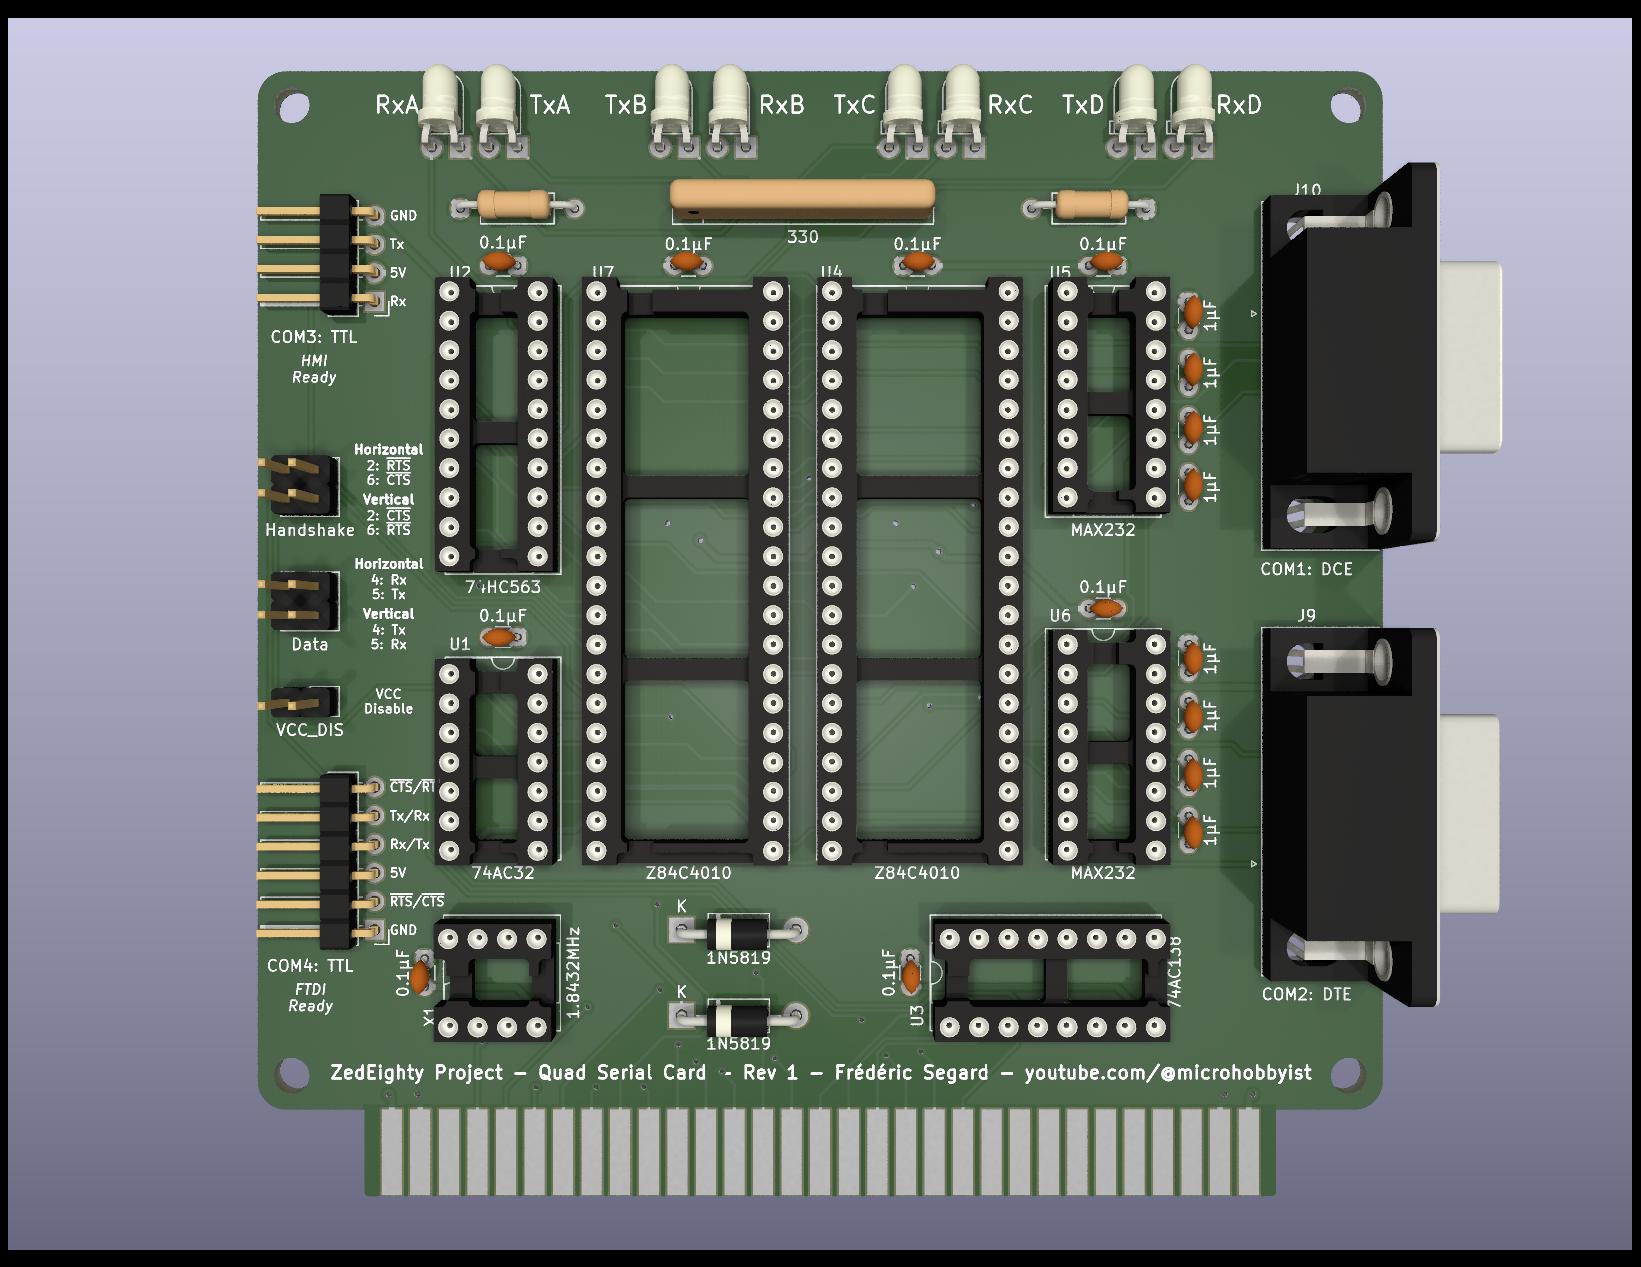 RxA TxA TxB RxB TxC RxC TxD RxD
J10
GND
Tx
5V
Rx
COM3: TTL
HMI
Ready
330
0.1µF 0.1µF 0.1µF 0.1µF
U2 U7 U4 U5
1µF
1µF
1µF
1µF
Horizontal
2: RTS
6: CTS
Vertical
2: CTS
6: RTS
Handshake
MAX232
COM1: DCE
Horizontal
4: Rx
5: Tx
Vertical
4: Tx
5: Rx
Data
74HC563
0.1µF
U1
0.1µF
U6
J9
1µF
1µF
1µF
1µF
VCC
Disable
VCC_DIS
CTS/RT
Tx/Rx
Rx/Tx
5V
RTS/CTS
GND
COM4: TTL
FTDI
Ready
74AC32 Z84C4010 Z84C4010 MAX232
0.1µF
X1
1.8432MHz
K
1N5819
K
1N5819
0.1µF
U3
74AC138
COM2: DTE
ZedEighty Project – Quad Serial Card - Rev 1 – Frédéric Segard – youtube.com/@microhobbyist